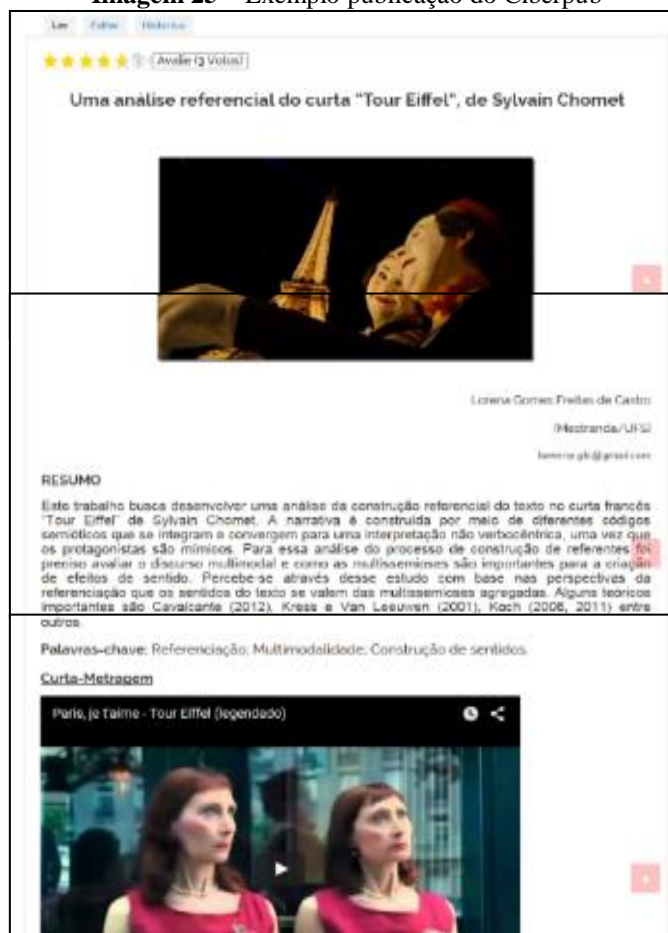 Imagem 25 – Exemplo publicação do Ciberpub
Ler Editar Histórico
Avalie (3 Votos)
Uma análise referencial do curta "Tour Eiffel", de Sylvain Chomet
Lorena Gomes Freitas de Castro
(Mestranda/UFS)
RESUMO
Este trabalho busca desenvolver uma análise da construção referencial do texto no curta francês
"Tour Eiffel" de Sylvain Chomet. A narrativa é construída por meio de diferentes códigos
semióticos que se integram e convergem para uma interpretação não verbocêntrica, uma vez que
os protagonistas são mímicos. Para essa análise do processo de construção de referentes foi
preciso avaliar o discurso multimodal e como as multissemioses são importantes para a criação
de efeitos de sentido. Percebe-se através desse estudo com base nas perspectivas da
referenciação que os sentidos do texto se valem das multissemioses agregadas. Alguns teóricos
importantes são Cavalcante (2012), Kress e Van Leeuwen (2001), Koch (2006, 2011) entre
outros.
Palavras-chave: Referenciação; Multimodalidade; Construção de sentidos.
Curta-Metragem
Paris, je t'aime - Tour Eiffel (legendado)